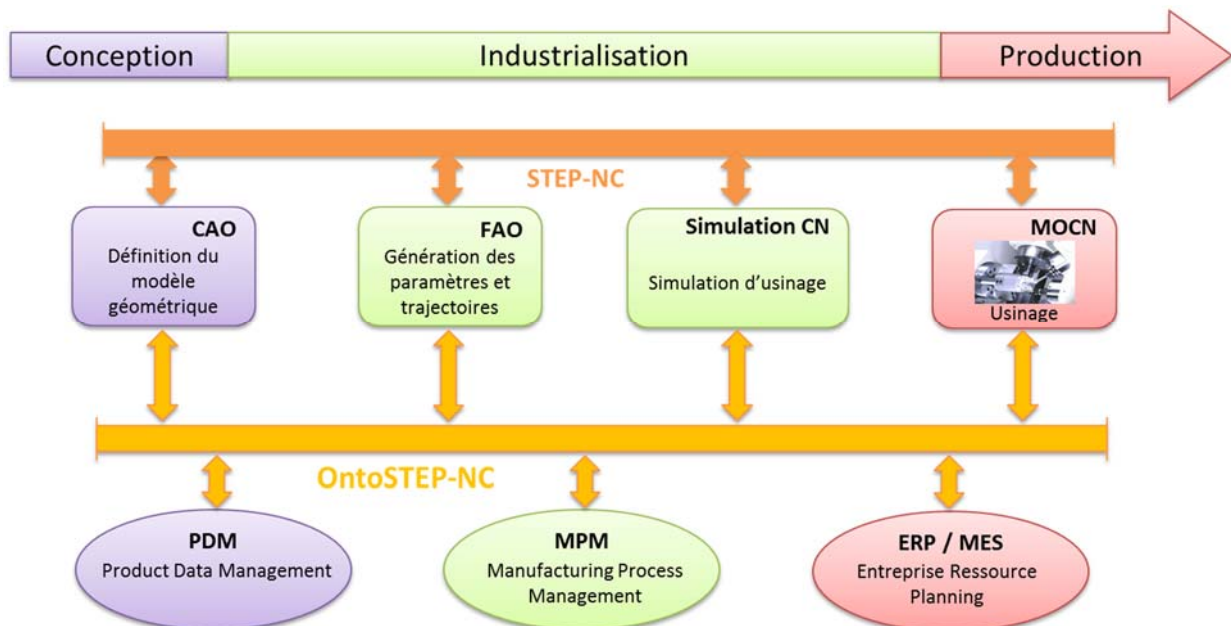 Conception
Industrialisation
Production
STEP-NC
CAO
Définition du
modèle
géométrique
FAO
Génération des
paramètres et
trajectoires
Simulation CN
Simulation d'usinage
MOCN
Usinage
OntoSTEP-NC
PDM
Product Data Management
MPM
Manufacturing Process
Management
ERP / MES
Entreprise Ressource
Planning